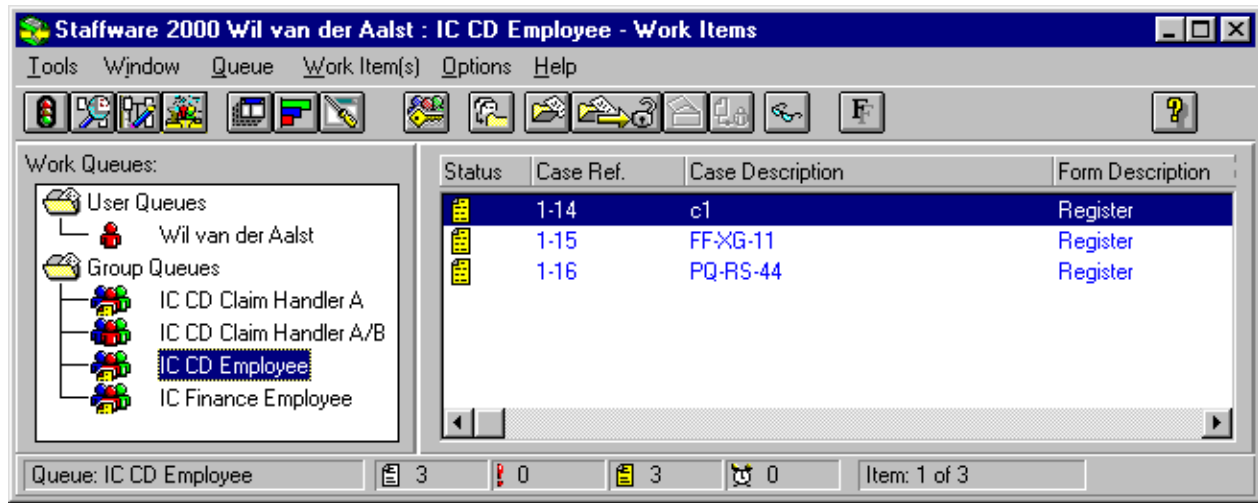 Staffware 2000 Wil van der Aalst : IC CD Employee - Work Items
Tools Window Queue Work Item(s) Options Help
Work Queues:
User Queues
Wil van der Aalst
Group Queues
IC CD Claim Handler A
IC CD Claim Handler A/B
IC CD Employee
IC Finance Employee
Status Case Ref. Case Description Form Description
1-14 c1 Register
1-15 FF-XG-11 Register
1-16 PQ-RS-44 Register
Queue: IC CD Employee 3 0 3 0 Item: 1 of 3